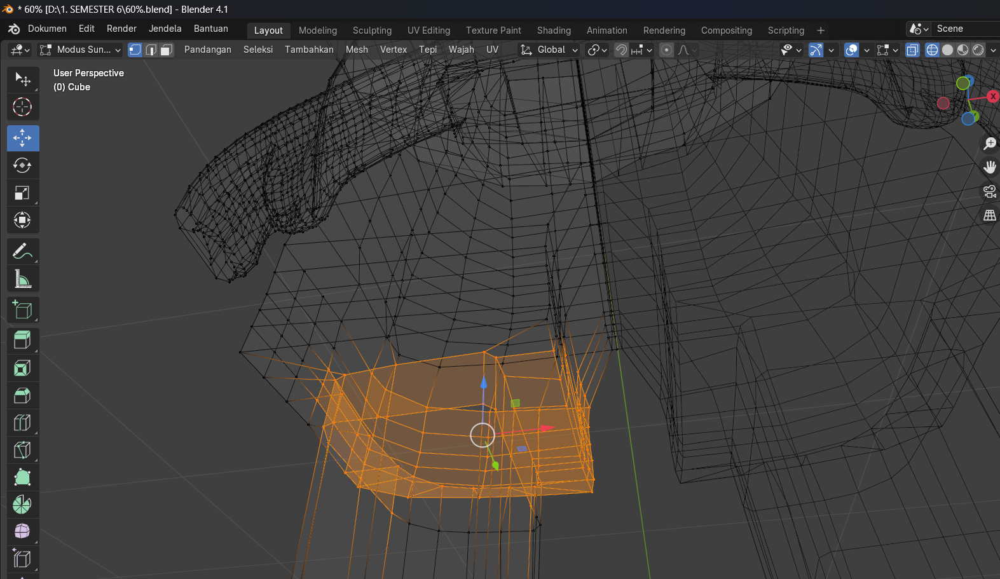 * 60% [D:\1. SEMESTER 6\60%.blend] - Blender 4.1
Dokumen Edit Render Jendela Bantuan Layout Modeling Sculpting UV Editing Texture Paint Shading Animation Rendering Compositing Scripting + Scene
Modus Sun... Pandangan Seleksi Tambahkan Mesh Vertex Tepi Wajah UV Global
User Perspective
(0) Cube
X